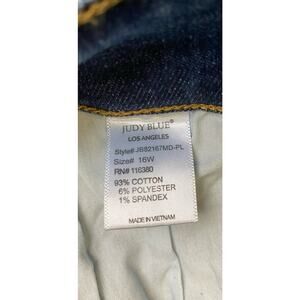 JUDY BLUE®
LOS ANGELES
Style# JB82167MD-PL
Size# 16W
RN# 116380
93% COTTON
6% POLYESTER
1% SPANDEX
MADE IN VIETNAM